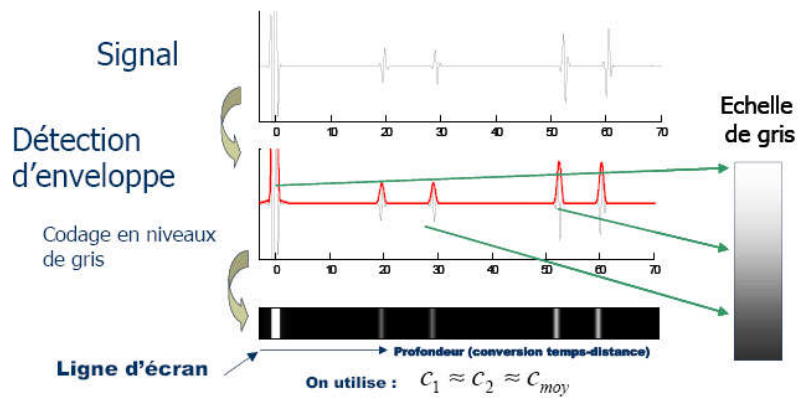 Signal
0 10 20 30 40 50 60 70
Echelle
de gris
Détection
d'enveloppe
Codage en niveaux
de gris
0 10 20 30 40 50 60 70
Ligne d'écran
Profondeur (conversion temps-distance)
On utilise : c₁ ≈ c₂ ≈ cₘₒᵧ